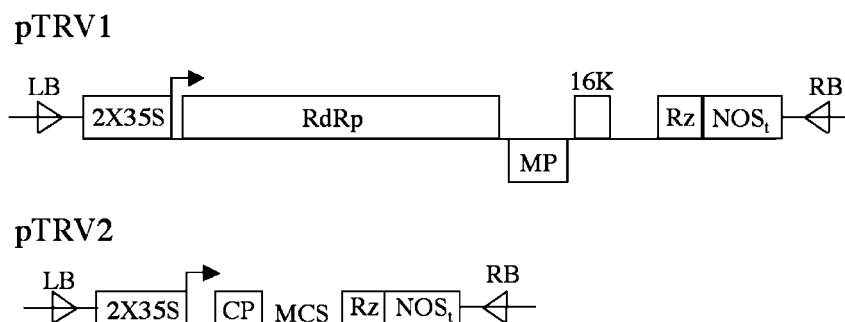 pTRV1
LB 2X35S RdRp MP 16K Rz NOSt RB
pTRV2
LB 2X35S CP MCS Rz NOSt RB